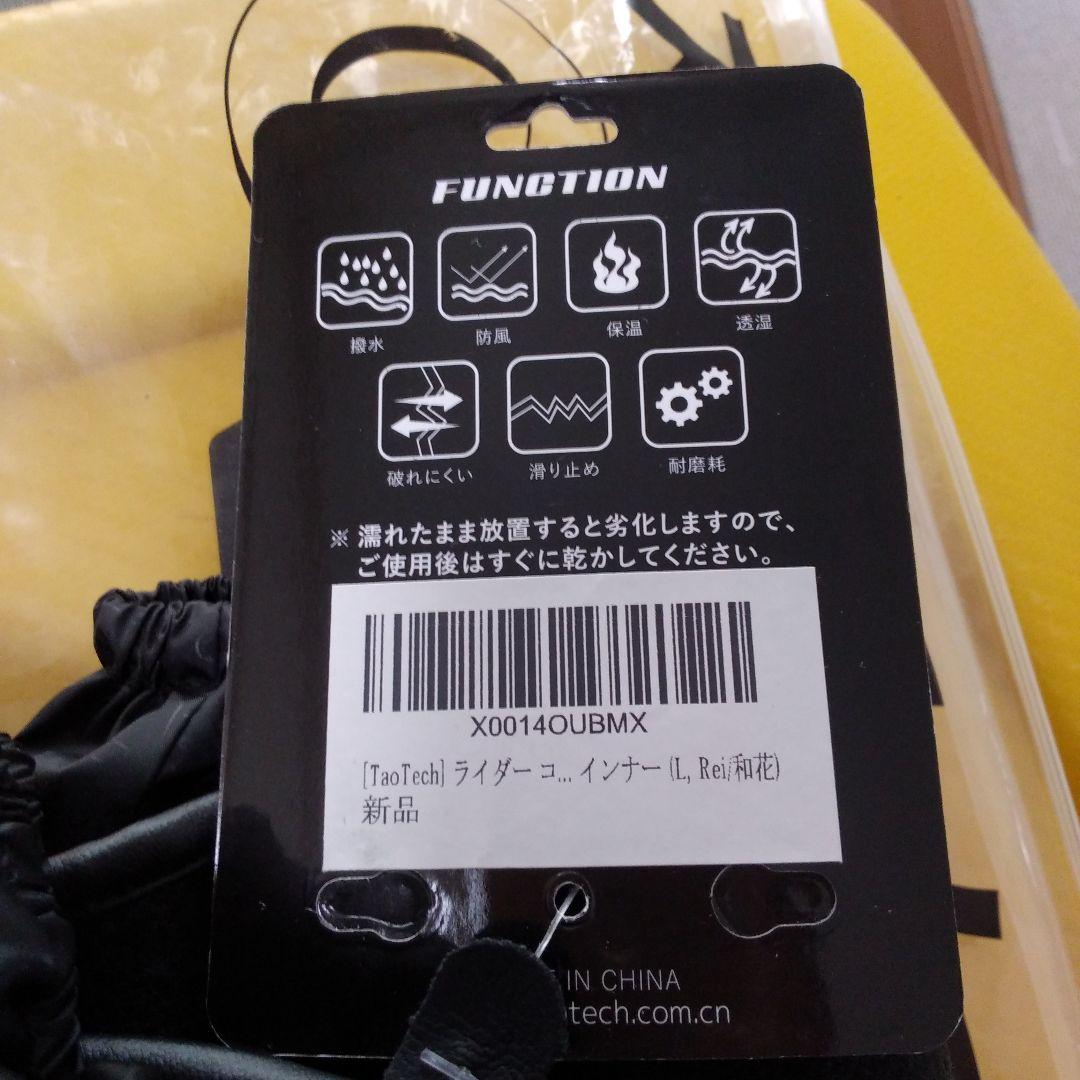 FUNCTION
撥水
防風
保温
透湿
破れにくい
滑り止め
耐磨耗
※ 濡れたまま放置すると劣化しますので、
ご使用後はすぐに乾かしてください。
X0014OUBMX
[TaoTech] ライダー コ... インナー (L, Rei/和花)
新品
IN CHINA
otech.com.cn